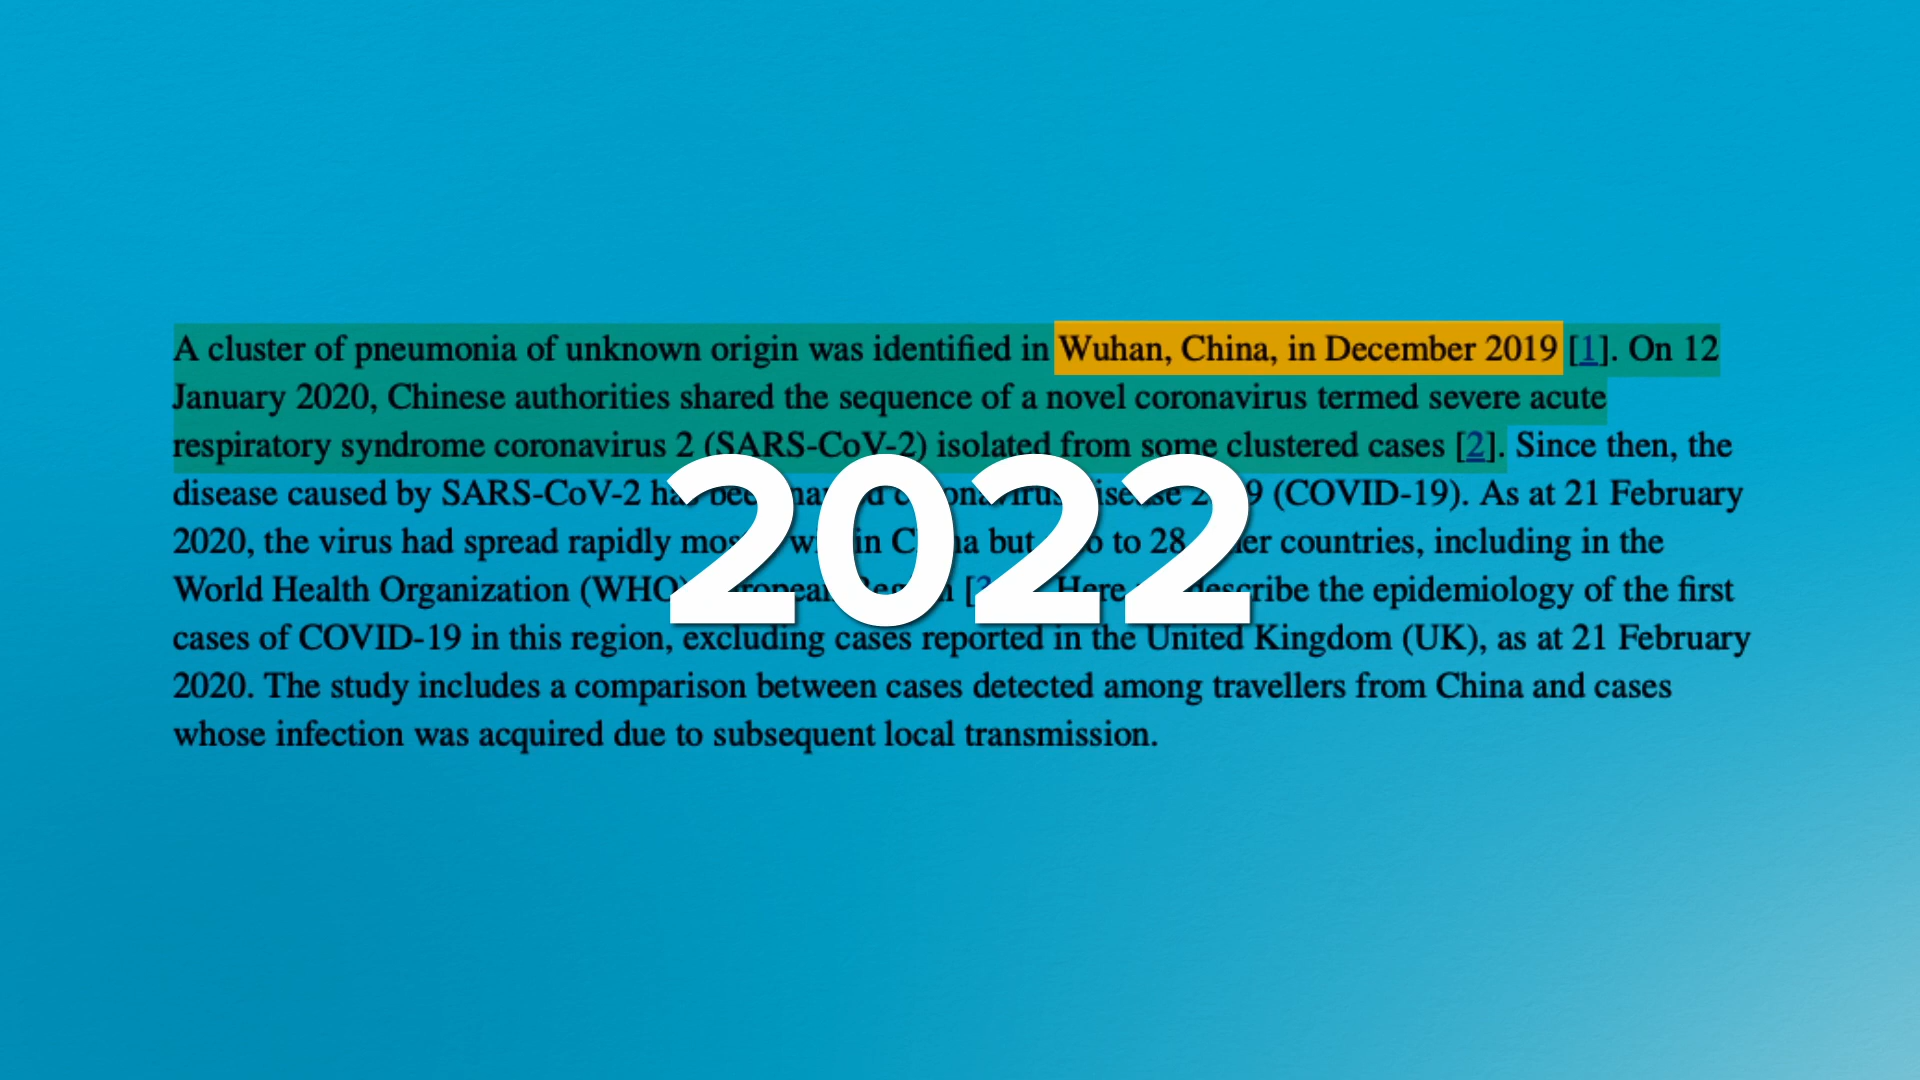 A cluster of pneumonia of unknown origin was identified in Wuhan, China, in December 2019 [1]. On 12
January 2020, Chinese authorities shared the sequence of a novel coronavirus termed severe acute
respiratory syndrome coronavirus 2 (SARS-CoV-2) isolated from some clustered cases [2]. Since then, the
disease caused by SARS-CoV-2 (COVID-19). As at 21 February
2020, the virus had spread rapidly but to 28 countries, including in the
World Health Organization (WHO) Here the epidemiology of the first
cases of COVID-19 in this region, excluding cases reported in the United Kingdom (UK), as at 21 February
2020. The study includes a comparison between cases detected among travellers from China and cases
whose infection was acquired due to subsequent local transmission.
2022